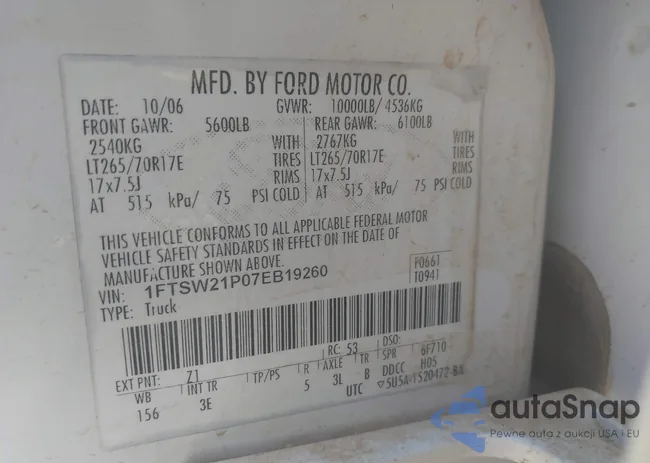 MFD. BY FORD MOTOR CO.
DATE: 10/06 GVWR: 10000LB/ 4536KG
FRONT GAWR: 5600LB REAR GAWR: 6100LB
2540KG WITH 2767KG WITH
LT265/70R17E TIRES LT265/70R17E TIRES
17x7.5J RIMS 17x7.5J RIMS
AT 515 kPa/ 75 PSI COLD AT 515 kPa/ 75 PSI COLD
THIS VEHICLE CONFORMS TO ALL APPLICABLE FEDERAL MOTOR
VEHICLE SAFETY STANDARDS IN EFFECT ON THE DATE OF
MANUFACTURE SHOWN ABOVE.
VIN: 1FTSW21P07EB19260 F0661
TYPE: Truck T0941
RC: 53 DSO:
EXT PNT: Z1 6F710
WB INT TR TP/PS R AXLE TR SPR H05
156 3E 5 3L B DDCC
UTC 5U5A-1520472-BA
autaSnap
Pewne auta z aukcji USA i EU